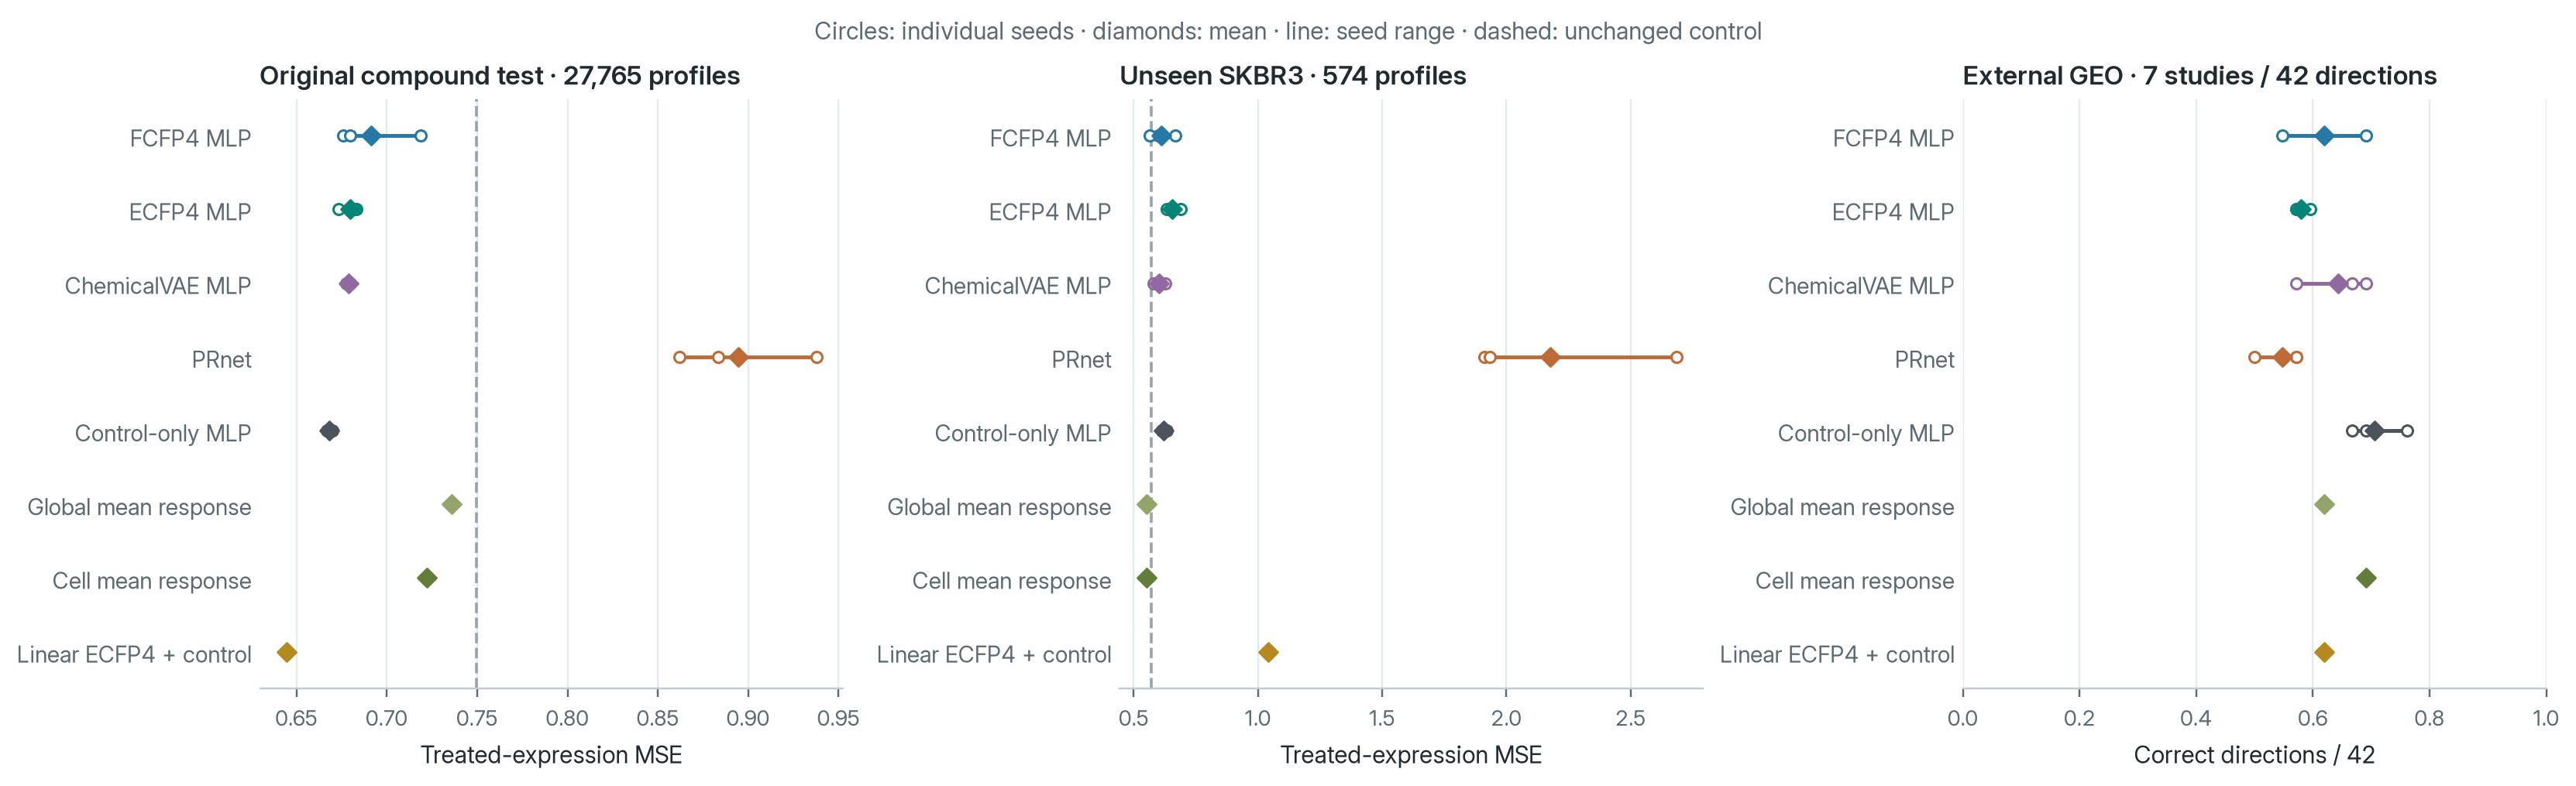 Circles: individual seeds · diamonds: mean · line: seed range · dashed: unchanged control
Original compound test · 27,765 profiles
FCFP4 MLP
ECFP4 MLP
ChemicalVAE MLP
PRnet
Control-only MLP
Global mean response
Cell mean response
Linear ECFP4 + control
0.65 0.70 0.75 0.80 0.85 0.90 0.95
Treated-expression MSE
Unseen SKBR3 · 574 profiles
FCFP4 MLP
ECFP4 MLP
ChemicalVAE MLP
PRnet
Control-only MLP
Global mean response
Cell mean response
Linear ECFP4 + control
0.5 1.0 1.5 2.0 2.5
Treated-expression MSE
External GEO · 7 studies / 42 directions
FCFP4 MLP
ECFP4 MLP
ChemicalVAE MLP
PRnet
Control-only MLP
Global mean response
Cell mean response
Linear ECFP4 + control
0.0 0.2 0.4 0.6 0.8 1.0
Correct directions / 42